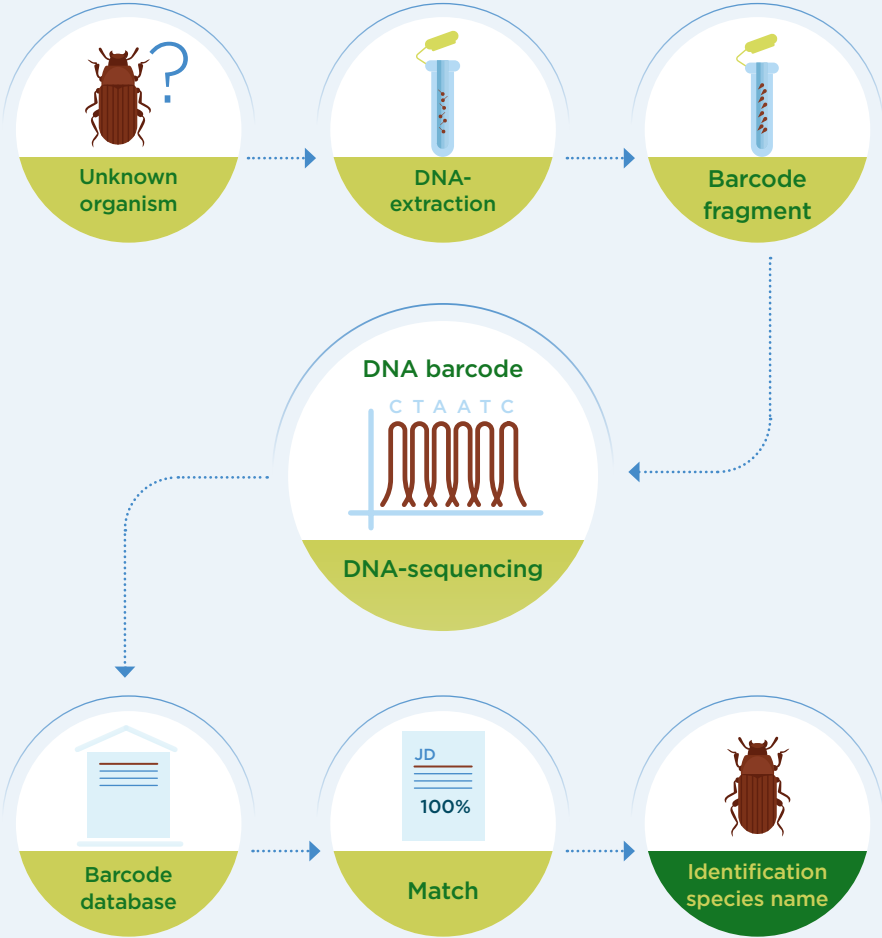 ?
Unknown
organism
DNA-
extraction
Barcode
fragment
DNA barcode
C T A A T C
DNA-sequencing
Barcode
database
JD
100%
Match
Identification
species name